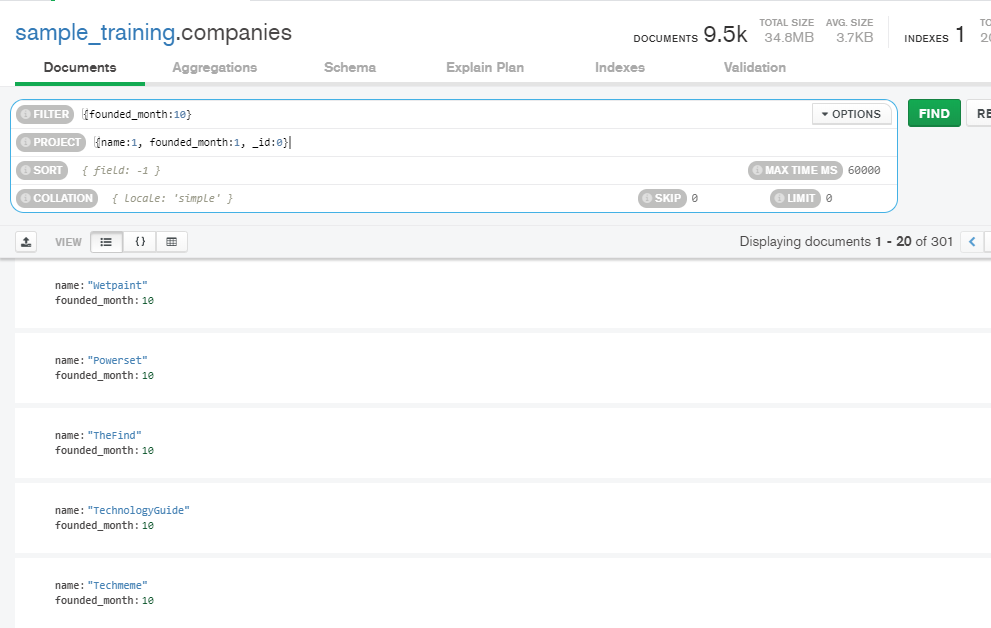 sample_training.companies
DOCUMENTS 9.5k TOTAL SIZE 34.8MB AVG. SIZE 3.7KB INDEXES 1
Documents Aggregations Schema Explain Plan Indexes Validation
FILTER {founded_month:10} OPTIONS FIND
PROJECT {name:1, founded_month:1, _id:0}
SORT { field: -1 } MAX TIME MS 60000
COLLATION { locale: 'simple' } SKIP 0 LIMIT 0
VIEW {} Displaying documents 1 - 20 of 301
name: "Wetpaint"
founded_month: 10
name: "Powerset"
founded_month: 10
name: "TheFind"
founded_month: 10
name: "TechnologyGuide"
founded_month: 10
name: "Techmeme"
founded_month: 10